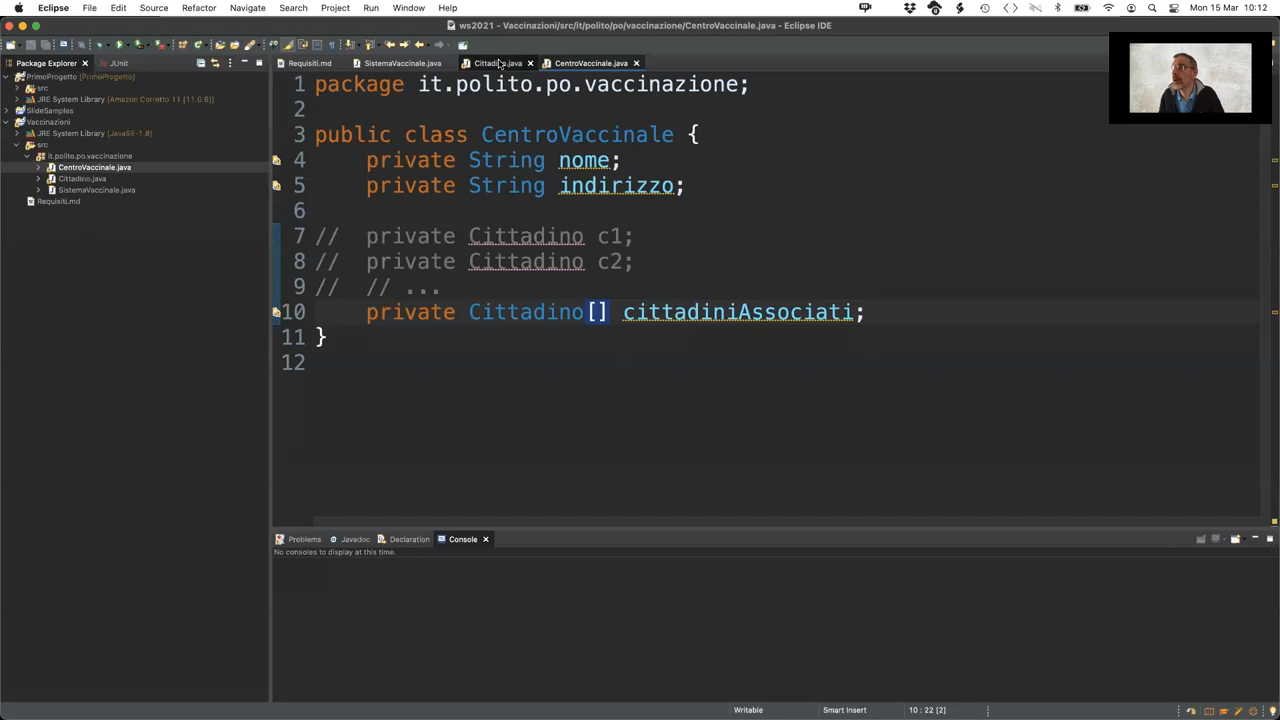 Eclipse File Edit Source Refactor Navigate Search Project Run Window Help Mon 15 Mar 10:12
ws2021 - Vaccinazioni/src/it/polito/po/vaccinazione/CentroVaccinale.java - Eclipse IDE
Package Explorer JUnit
PrimoProgetto [PrimoProgetto]
src
JRE System Library [Amazon Corretto 11 [11.0.6]]
SlideSamples
Vaccinazioni
JRE System Library [JavaSE-1.8]
src
it.polito.po.vaccinazione
CentroVaccinale.java
Cittadino.java
SistemaVaccinale.java
Requisiti.md
Requisiti.md SistemaVaccinale.java Cittadino.java CentroVaccinale.java
1 package it.polito.po.vaccinazione;
2
3 public class CentroVaccinale {
4 private String nome;
5 private String indirizzo;
6
7 // private Cittadino c1;
8 // private Cittadino c2;
9 // // ...
10 private Cittadino[] cittadiniAssociati;
11 }
12
Problems Javadoc Declaration Console
No consoles to display at this time.
Writable Smart Insert 10 : 22 [2]